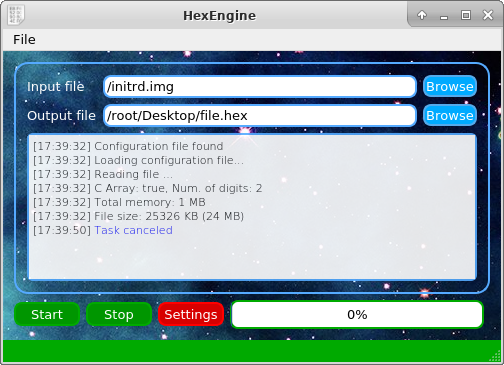 HexEngine
File
Input file /initrd.img Browse
Output file /root/Desktop/file.hex Browse
[17:39:32] Configuration file found
[17:39:32] Loading configuration file...
[17:39:32] Reading file ...
[17:39:32] C Array: true, Num. of digits: 2
[17:39:32] Total memory: 1 MB
[17:39:32] File size: 25326 KB (24 MB)
[17:39:50] Task canceled
Start Stop Settings 0%